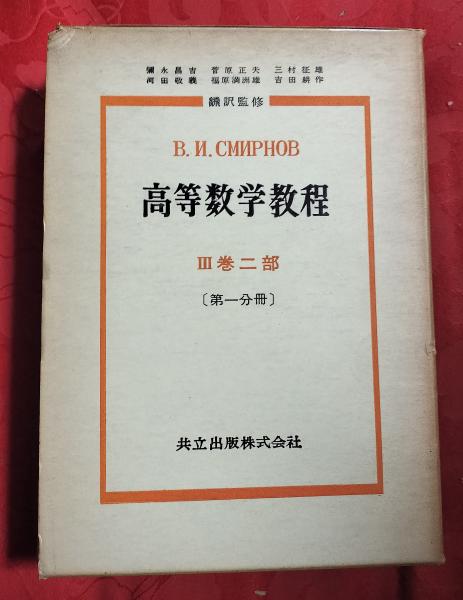 彌永昌吉 菅原正夫 三村征雄
河田敬義 福原満洲雄 吉田耕作
飜訳監修
В. И. СМИРНОВ
高等数学教程
III巻二部
〔第一分冊〕
共立出版株式会社